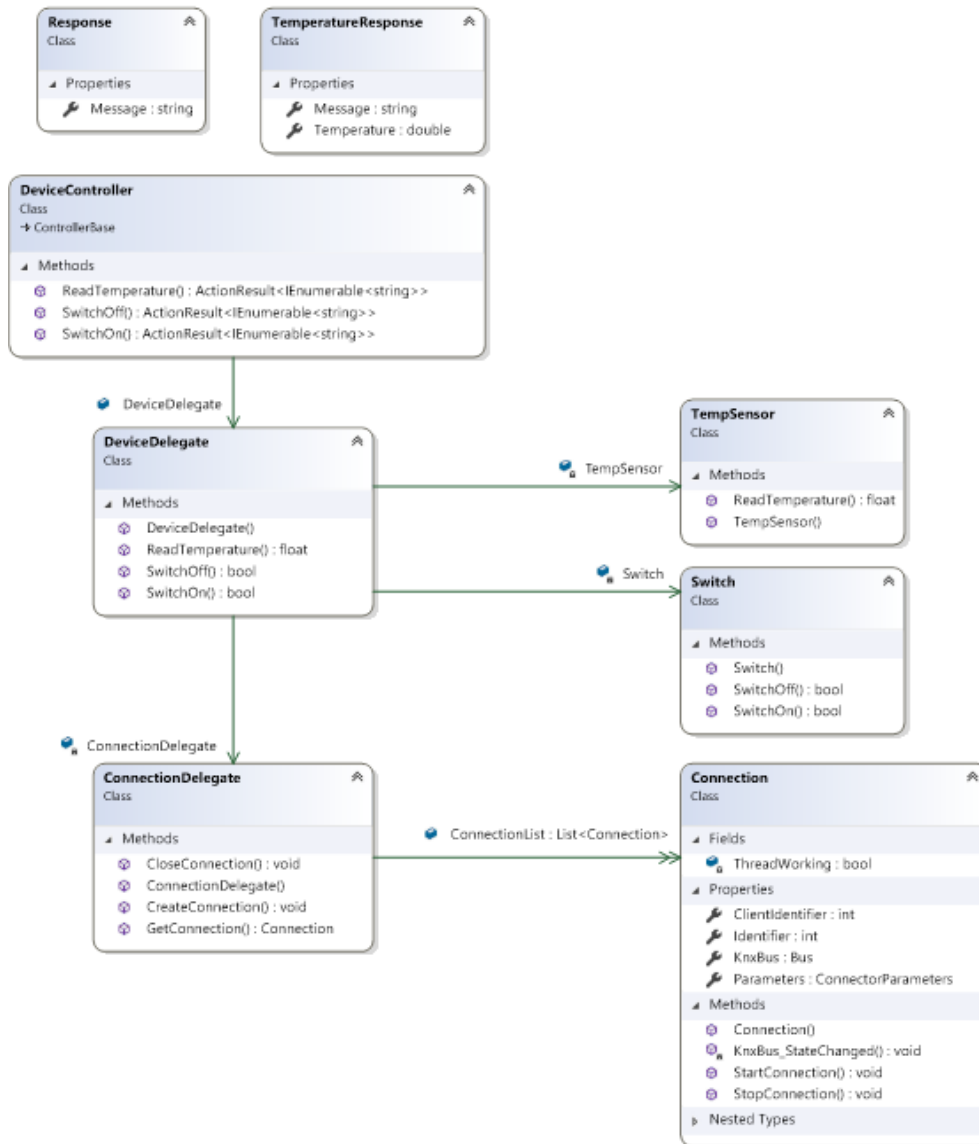 Response
Class
Properties
Message : string
TemperatureResponse
Class
Properties
Message : string
Temperature : double
DeviceController
Class
ControllerBase
Methods
ReadTemperature() : ActionResult<IEnumerable<string>>
SwitchOff() : ActionResult<IEnumerable<string>>
SwitchOn() : ActionResult<IEnumerable<string>>
DeviceDelegate
DeviceDelegate
Class
Methods
DeviceDelegate()
ReadTemperature() : float
SwitchOff() : bool
SwitchOn() : bool
TempSensor
TempSensor
Class
Methods
ReadTemperature() : float
TempSensor()
Switch
Switch
Class
Methods
Switch()
SwitchOff() : bool
SwitchOn() : bool
ConnectionDelegate
ConnectionDelegate
Class
Methods
CloseConnection() : void
ConnectionDelegate()
CreateConnection() : void
GetConnection() : Connection
ConnectionList : List<Connection>
Connection
Class
Fields
ThreadWorking : bool
Properties
ClientIdentifier : int
Identifier : int
KnxBus : Bus
Parameters : ConnectorParameters
Methods
Connection()
KnxBus_StateChanged() : void
StartConnection() : void
StopConnection() : void
Nested Types